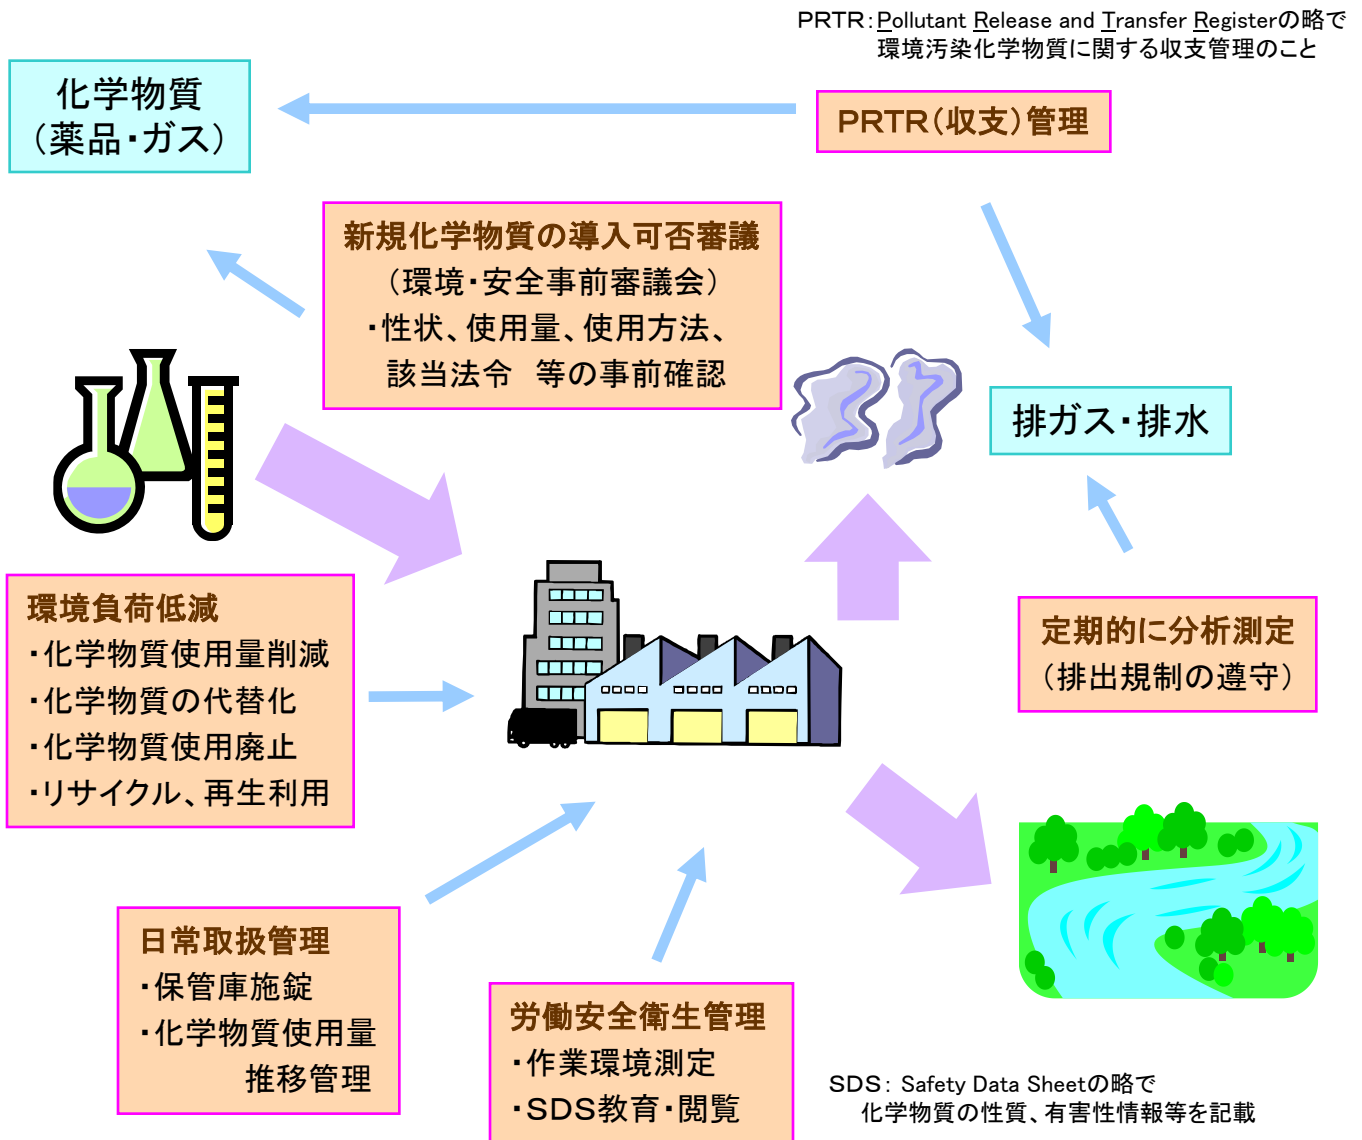 PRTR：Pollutant Release and Transfer Registerの略で
環境汚染化学物質に関する収支管理のこと
化学物質
（薬品・ガス）
PRTR（収支）管理
新規化学物質の導入可否審議
（環境・安全事前審議会）
・性状、使用量、使用方法、
該当法令　等の事前確認
排ガス・排水
環境負荷低減
・化学物質使用量削減
・化学物質の代替化
・化学物質使用廃止
・リサイクル、再生利用
定期的に分析測定
（排出規制の遵守）
日常取扱管理
・保管庫施錠
・化学物質使用量
推移管理
労働安全衛生管理
・作業環境測定
・SDS教育・閲覧
SDS：Safety Data Sheetの略で
化学物質の性質、有害性情報等を記載